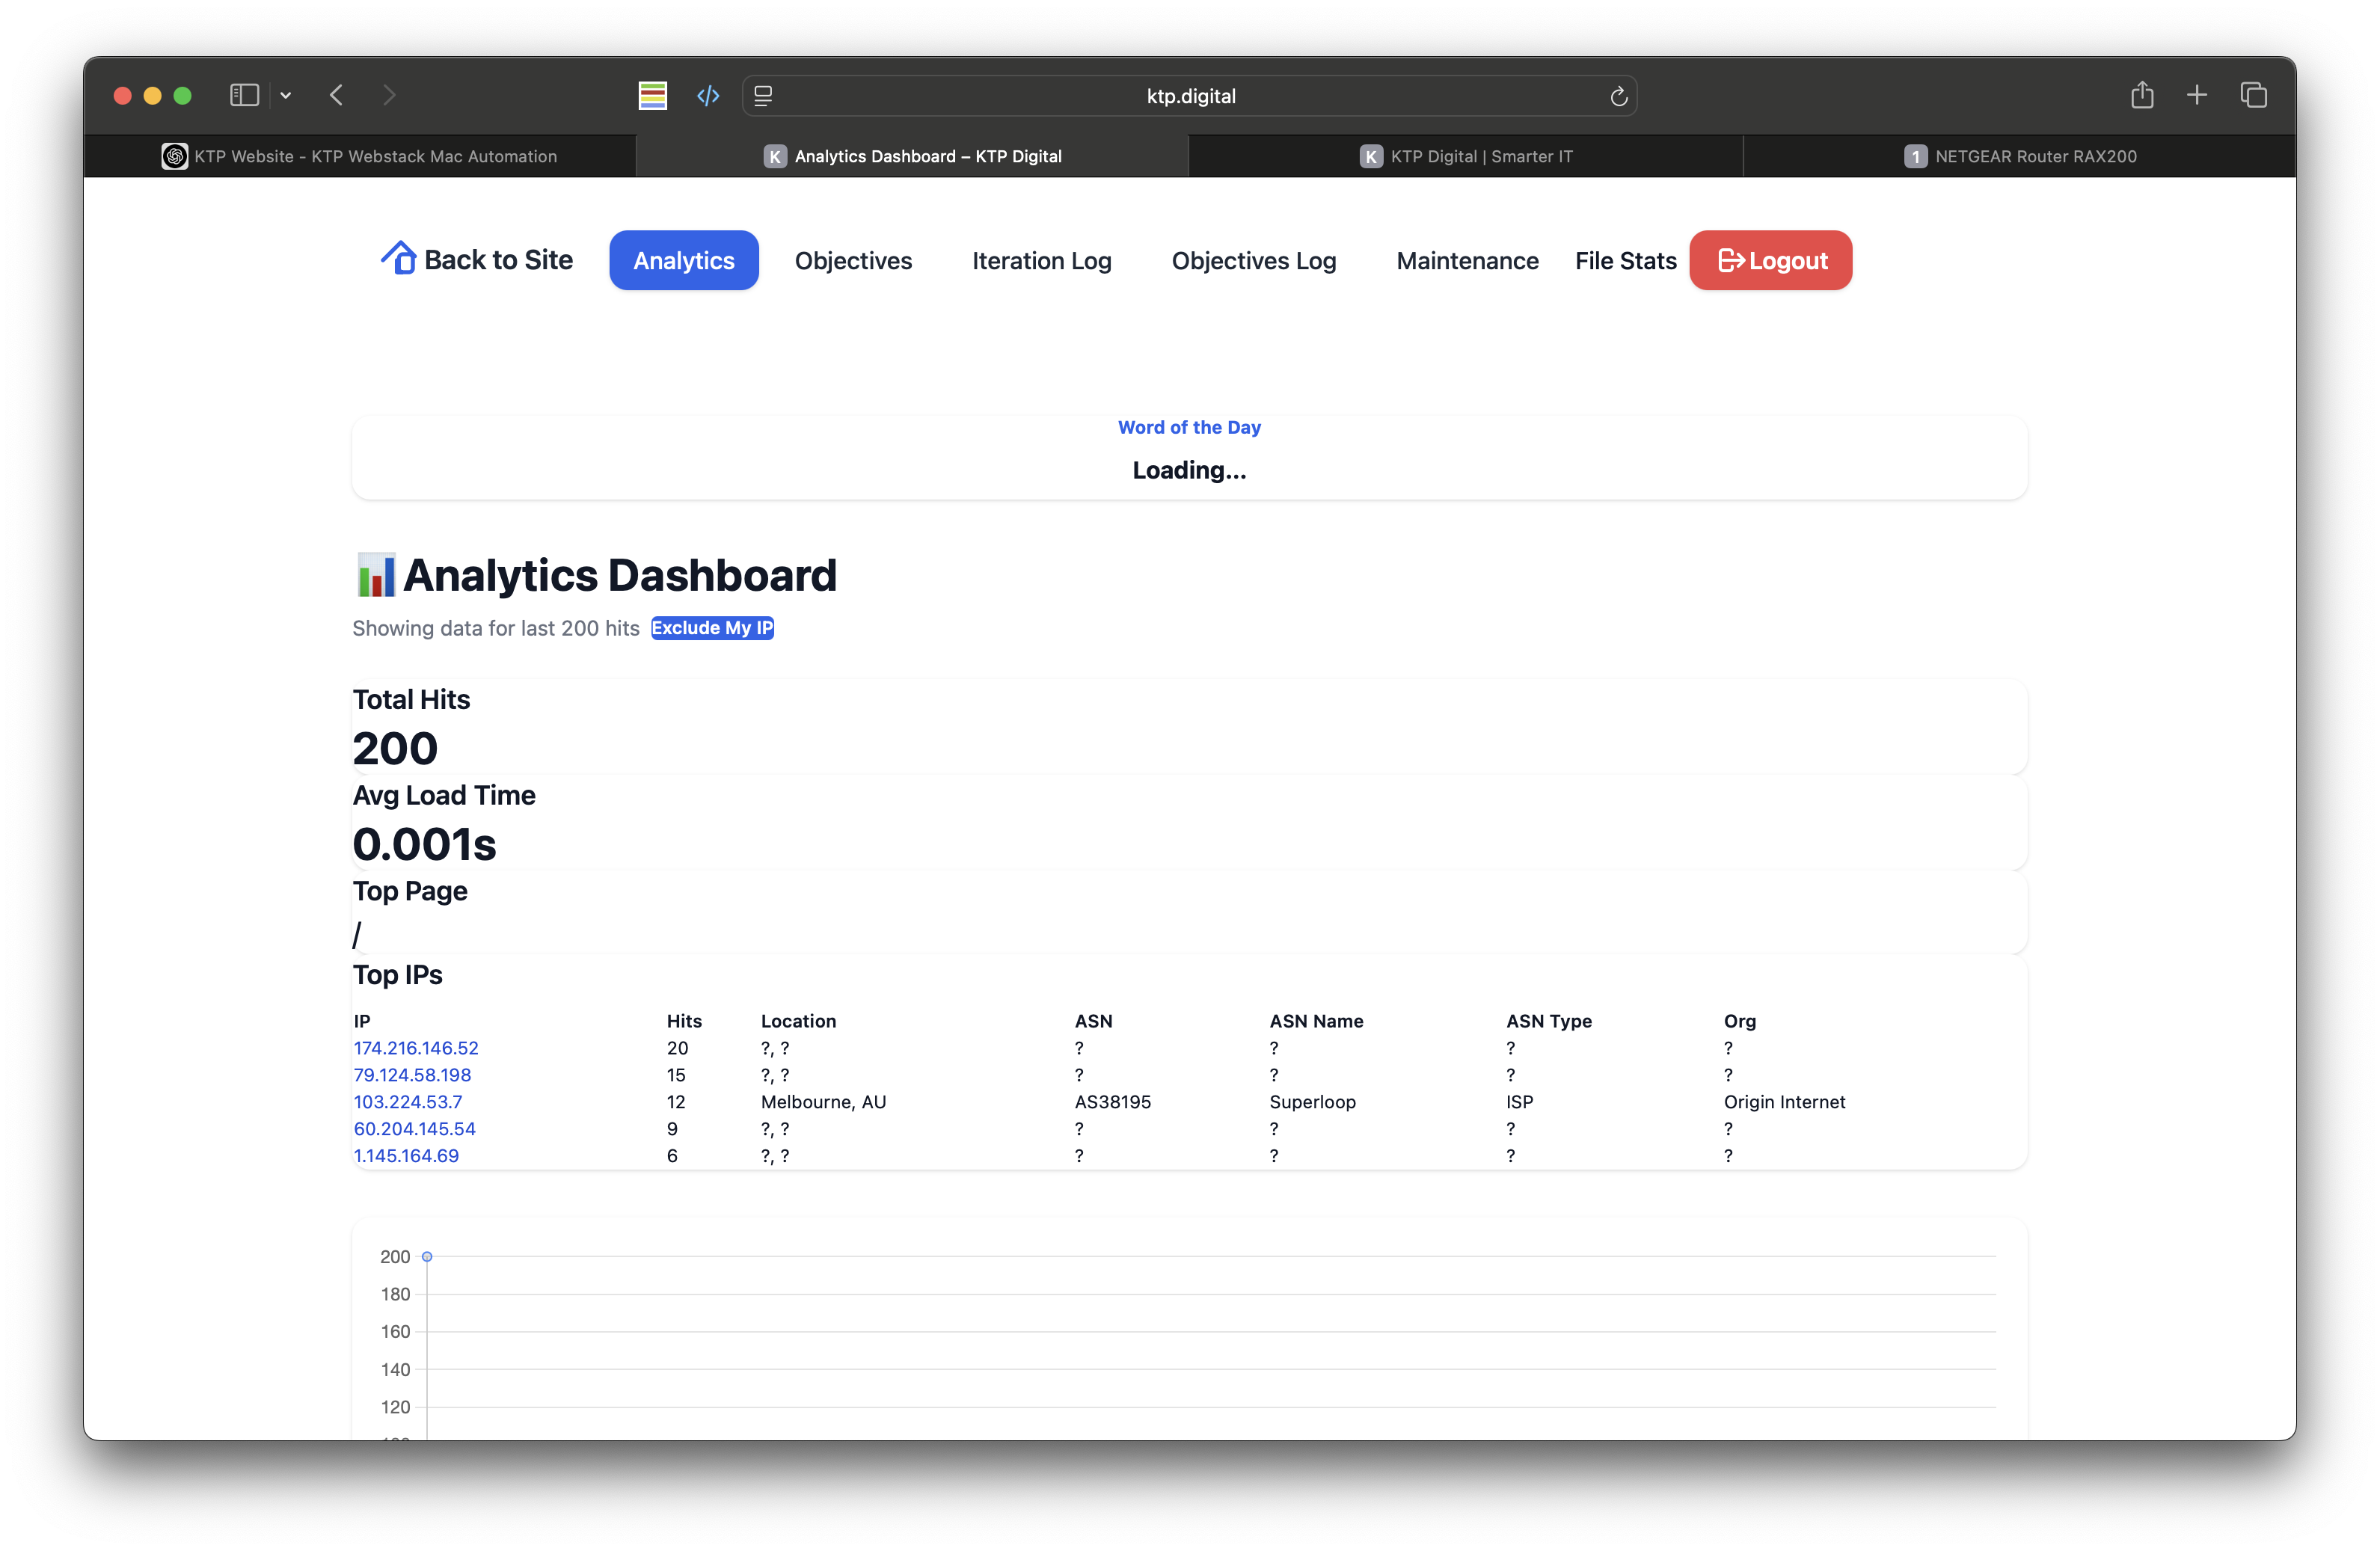 ktp.digital
KTP Website - KTP Webstack Mac Automation
K Analytics Dashboard – KTP Digital
K KTP Digital | Smarter IT
1 NETGEAR Router RAX200
Back to Site Analytics Objectives Iteration Log Objectives Log Maintenance File Stats Logout
Word of the Day
Loading...
Analytics Dashboard
Showing data for last 200 hits Exclude My IP
Total Hits
200
Avg Load Time
0.001s
Top Page
/
Top IPs
IP Hits Location ASN ASN Name ASN Type Org
174.216.146.52 20 ?, ? ? ? ? ?
79.124.58.198 15 ?, ? ? ? ? ?
103.224.53.7 12 Melbourne, AU AS38195 Superloop ISP Origin Internet
60.204.145.54 9 ?, ? ? ? ? ?
1.145.164.69 6 ?, ? ? ? ? ?
200
180
160
140
120